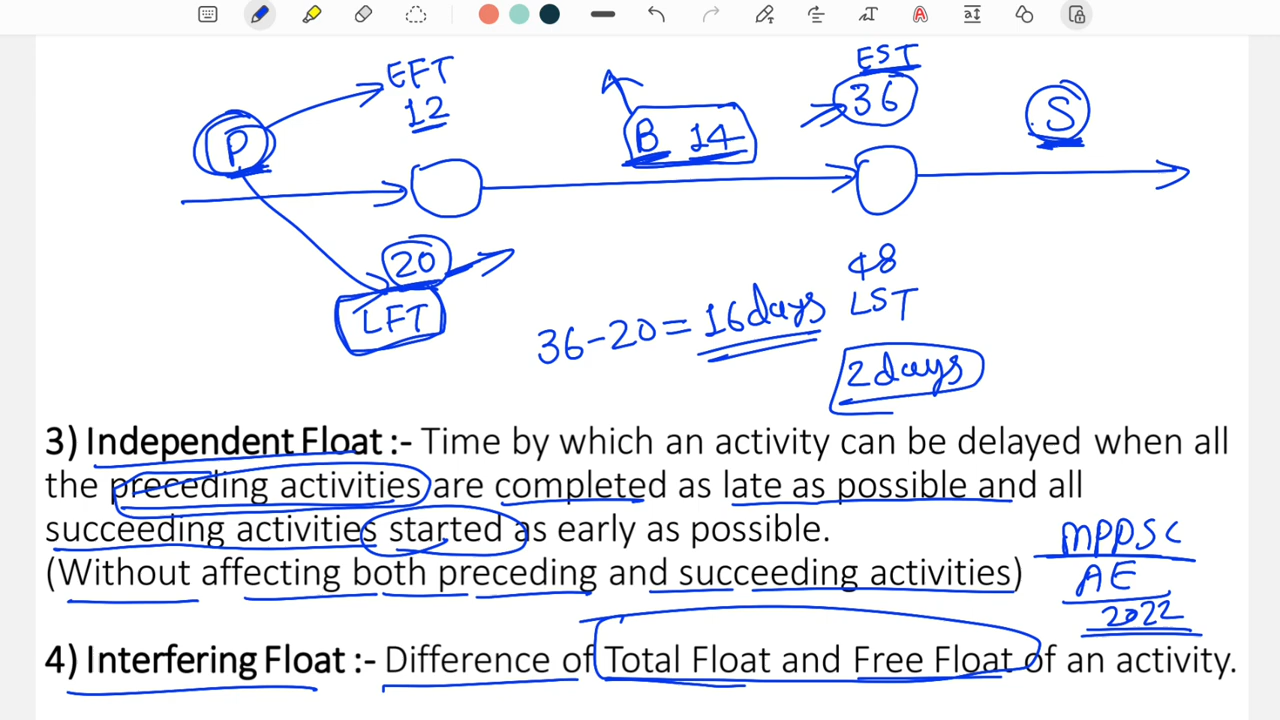 EFT
12
EST
36
P
B 14
S
20
LFT
48
LST
36-20=16days
2days
3) Independent Float :- Time by which an activity can be delayed when all
the preceding activities are completed as late as possible and all
succeeding activities started as early as possible.
(Without affecting both preceding and succeeding activities)
MPPSC
AE
2022
4) Interfering Float :- Difference of Total Float and Free Float of an activity.